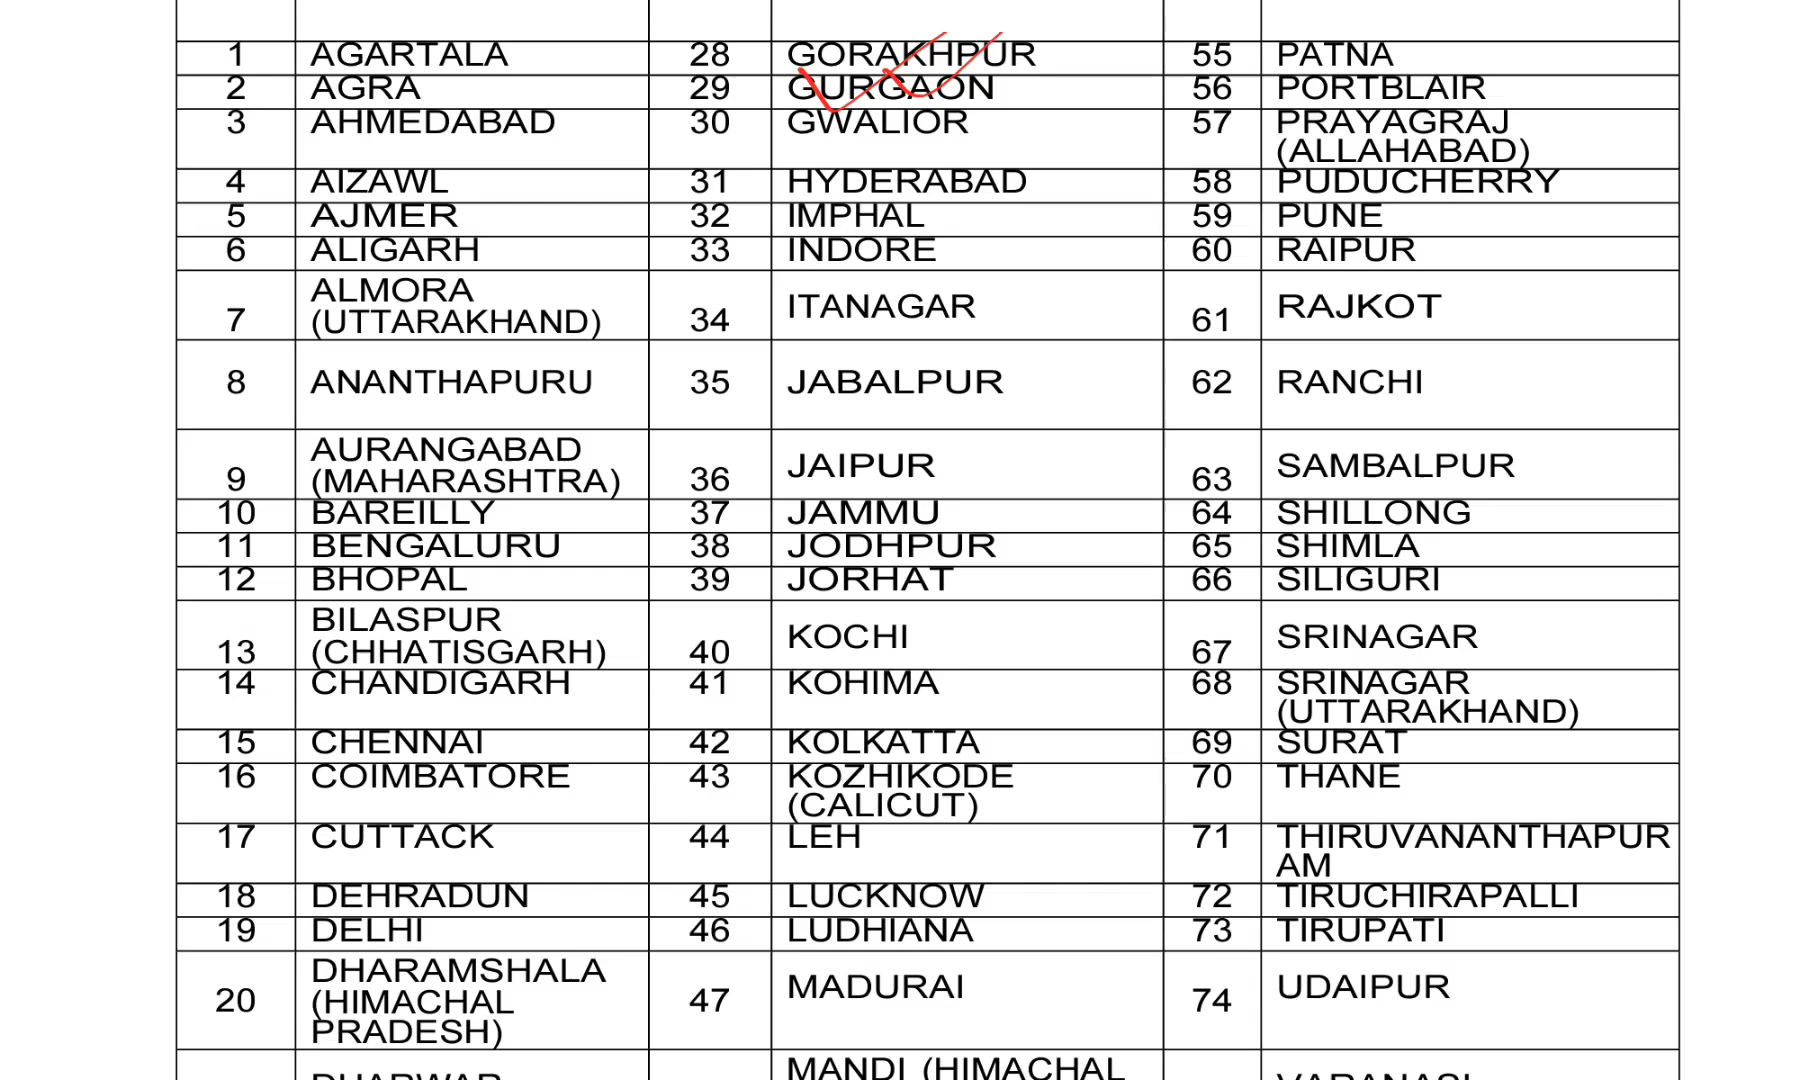 1 AGARTALA 28 GORAKHPUR 55 PATNA
2 AGRA 29 GURGAON 56 PORTBLAIR
3 AHMEDABAD 30 GWALIOR 57 PRAYAGRAJ
(ALLAHABAD)
4 AIZAWL 31 HYDERABAD 58 PUDUCHERRY
5 AJMER 32 IMPHAL 59 PUNE
6 ALIGARH 33 INDORE 60 RAIPUR
7 ALMORA
(UTTARAKHAND) 34 ITANAGAR 61 RAJKOT
8 ANANTHAPURU 35 JABALPUR 62 RANCHI
9 AURANGABAD
(MAHARASHTRA) 36 JAIPUR 63 SAMBALPUR
10 BAREILLY 37 JAMMU 64 SHILLONG
11 BENGALURU 38 JODHPUR 65 SHIMLA
12 BHOPAL 39 JORHAT 66 SILIGURI
13 BILASPUR
(CHHATISGARH) 40 KOCHI 67 SRINAGAR
14 CHANDIGARH 41 KOHIMA 68 SRINAGAR
(UTTARAKHAND)
15 CHENNAI 42 KOLKATTA 69 SURAT
16 COIMBATORE 43 KOZHIKODE
(CALICUT) 70 THANE
17 CUTTACK 44 LEH 71 THIRUVANANTHAPUR
AM
18 DEHRADUN 45 LUCKNOW 72 TIRUCHIRAPALLI
19 DELHI 46 LUDHIANA 73 TIRUPATI
20 DHARAMSHALA
(HIMACHAL
PRADESH) 47 MADURAI 74 UDAIPUR
DHARWAR MANDI (HIMACHAL VARANASI